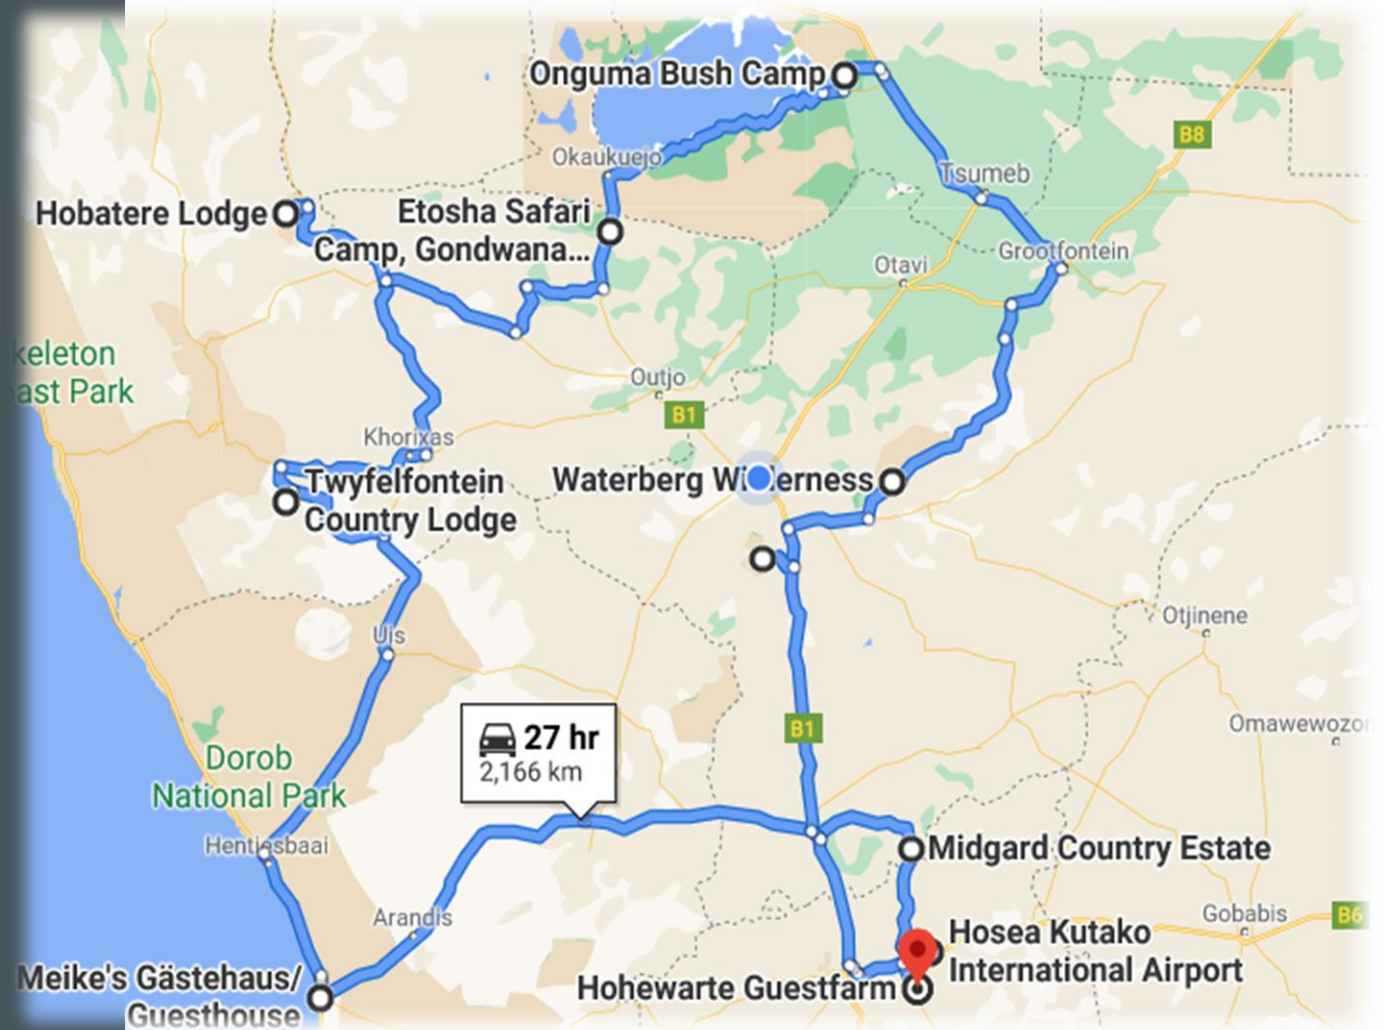 Onguma Bush Camp
B8
Okaukuejo
Tsumeb
Hobatere Lodge
Etosha Safari
Camp, Gondwana...
Grootfontein
Otavi
keleton
ast Park
Outjo
B1
Khorixas
Twyfelfontein
Country Lodge
Waterberg Wi erness
Otjinene
Uis
B1
Omawewozon
27 hr
2,166 km
Dorob
National Park
Hentiesbaai
Midgard Country Estate
Arandis
Gobabis
B6
Hosea Kutako
International Airport
Meike's Gästehaus/
Guesthouse
Hohewarte Guestfarm